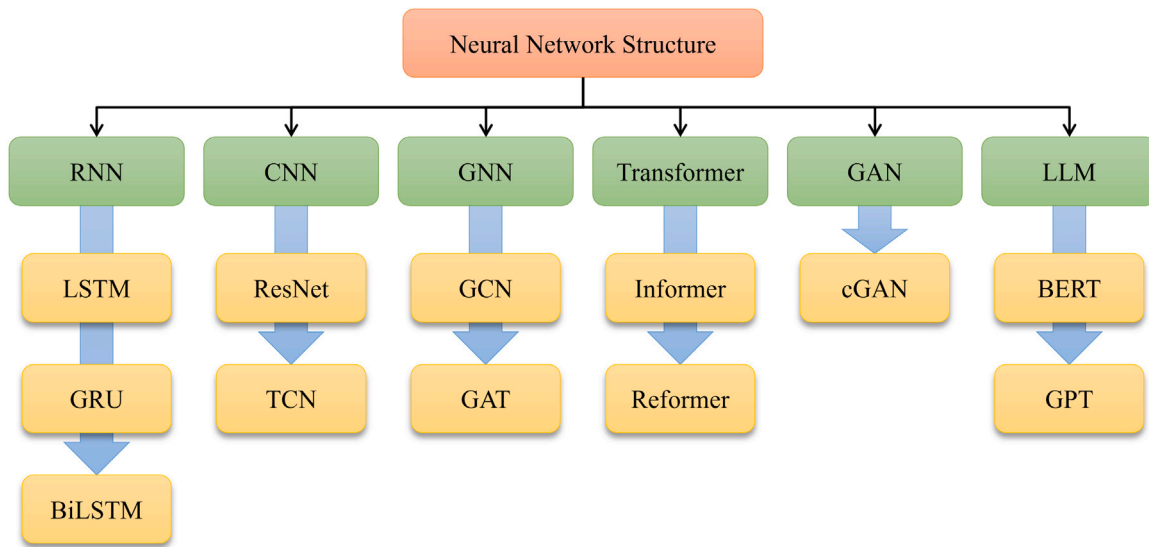 Neural Network Structure
RNN
CNN
GNN
Transformer
GAN
LLM
LSTM
ResNet
GCN
Informer
cGAN
BERT
GRU
TCN
GAT
Reformer
GPT
BiLSTM